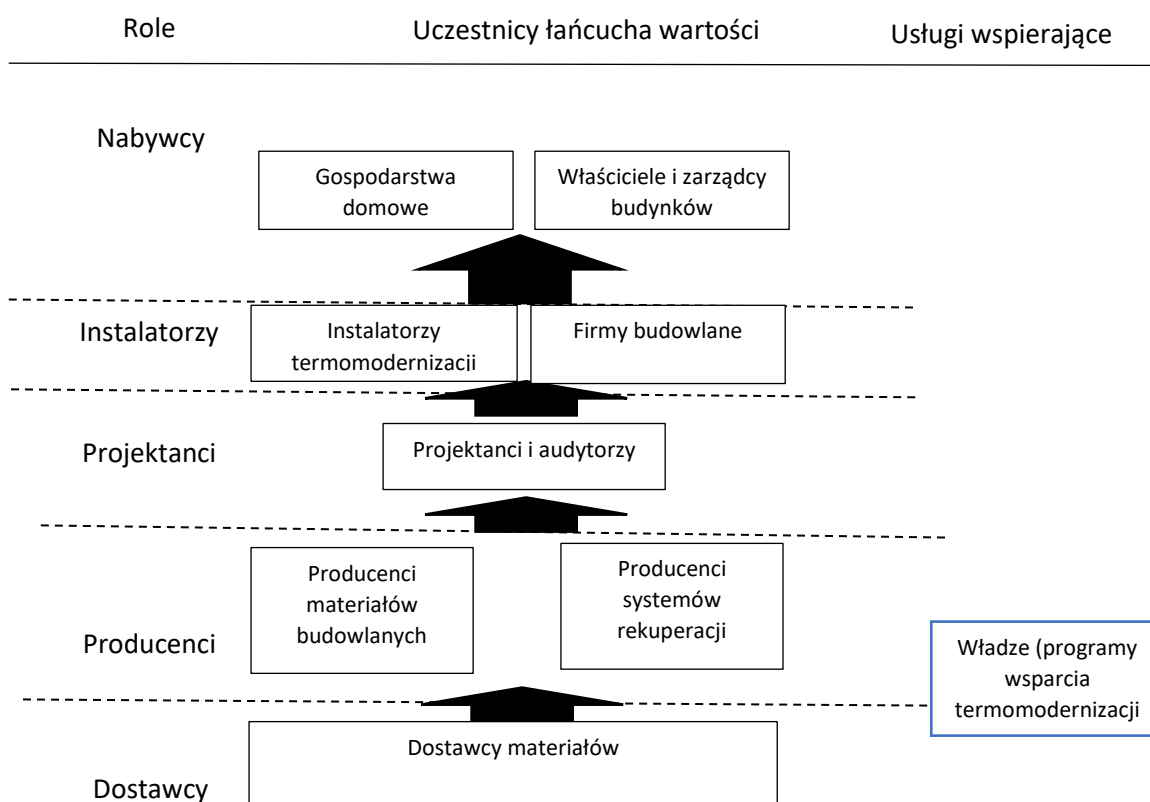 Role
Uczestnicy łańcucha wartości
Usługi wspierające
Nabywcy
Gospodarstwa
domowe
Właściciele i zarządcy
budynków
Instalatorzy
Instalatorzy
termomodernizacji
Firmy budowlane
Projektanci
Projektanci i audytorzy
Producenci
Producenci
materiałów
budowlanych
Producenci
systemów
rekuperacji
Władze (programy
wsparcia
termomodernizacji
Dostawcy materiałów
Dostawcy